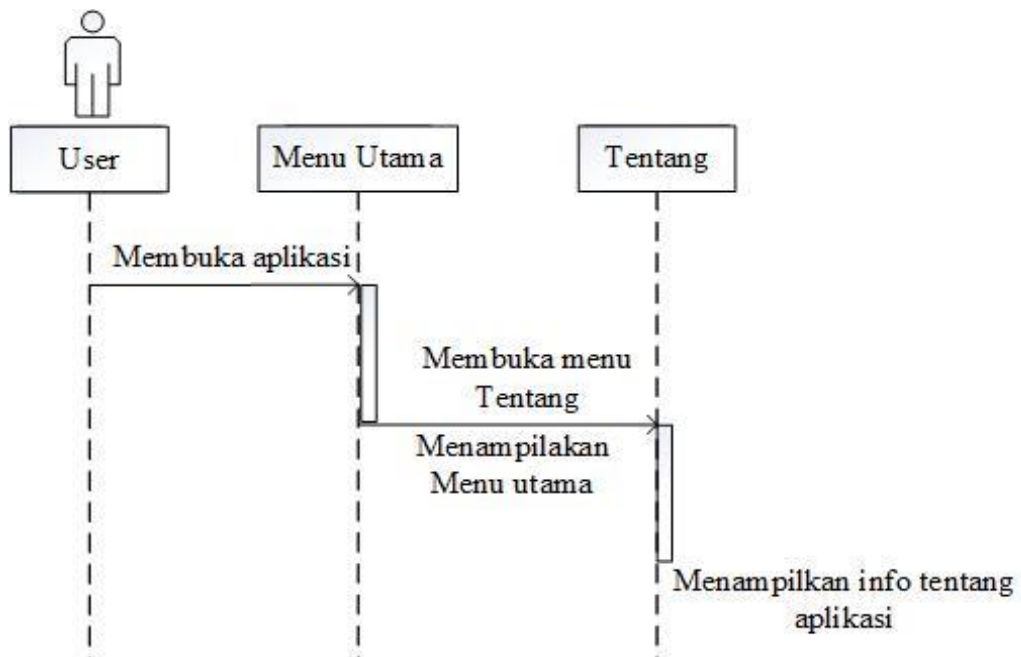 User
Menu Utama
Tentang
Membuka aplikasi
Membuka menu
Tentang
Menampilakan
Menu utama
Menampilkan info tentang
aplikasi